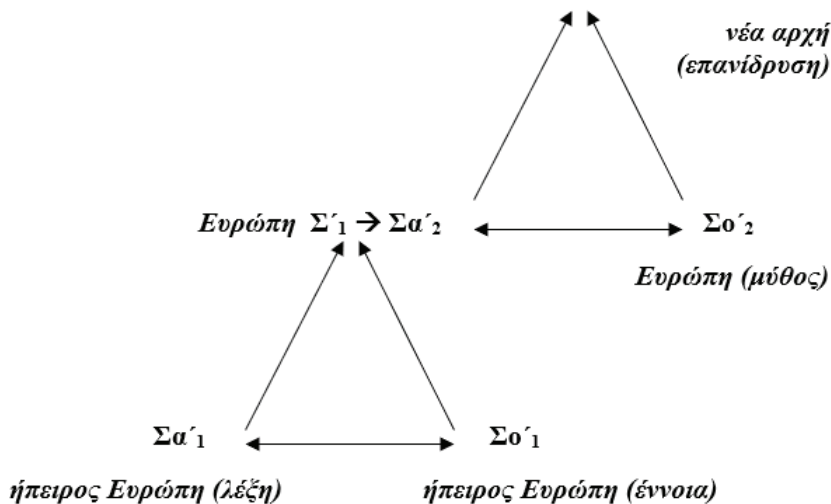 νέα αρχή
(επανίδρυση)
Ευρώπη Σ´₁ → Σα´₂
Σο´₂
Ευρώπη (μύθος)
Σα´₁
Σο´₁
ήπειρος Ευρώπη (λέξη)
ήπειρος Ευρώπη (έννοια)